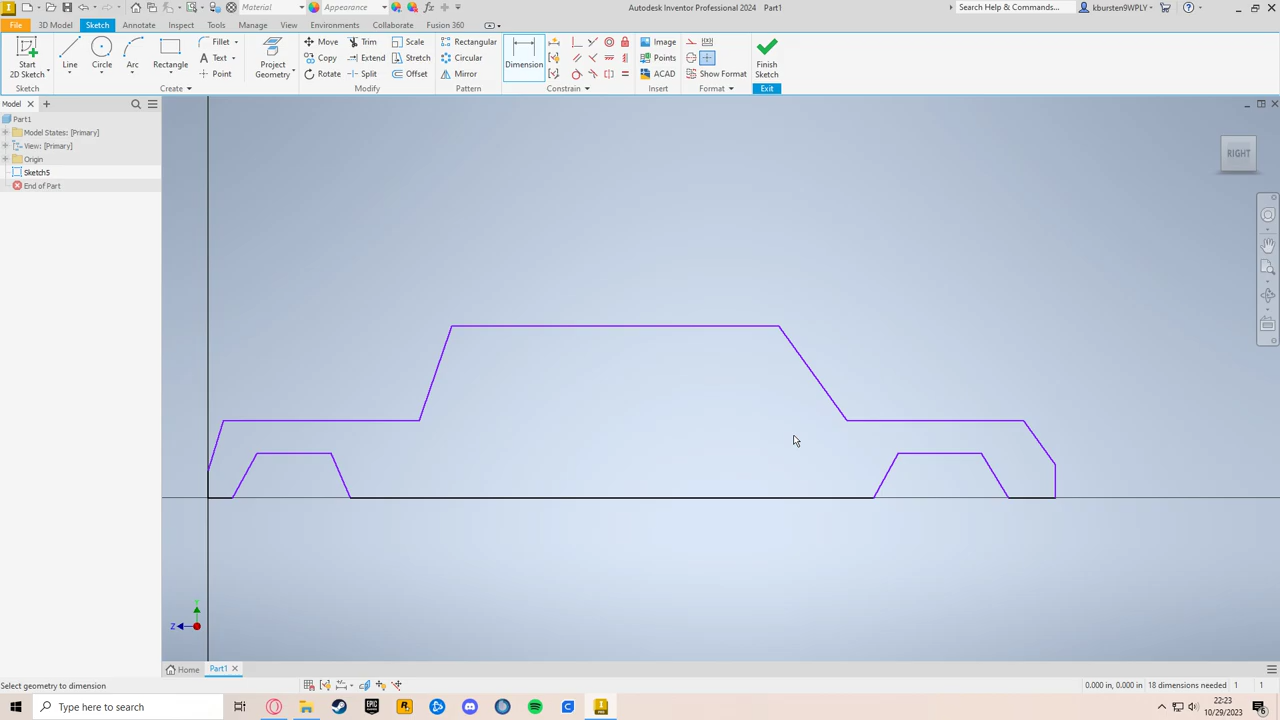 Material Appearance Autodesk Inventor Professional 2024 Part1 Search Help & Commands... kbursten9WPLY
File 3D Model Sketch Annotate Inspect Tools Manage View Environments Collaborate Fusion 360
Start 2D Sketch Line Circle Arc Rectangle Fillet Text Point Project Geometry Move Copy Rotate Trim Extend Split Scale Stretch Offset Rectangular Circular Mirror Dimension Image Points ACAD Show Format Finish Sketch
Sketch Create Modify Pattern Constrain Insert Format Exit
Model
Part1
Model States: [Primary]
View: [Primary]
Origin
Sketch5
End of Part
RIGHT
Y
Z
Home Part1
Select geometry to dimension 0.000 in, 0.000 in 18 dimensions needed 1 1
Type here to search 22:23
10/29/2023 6